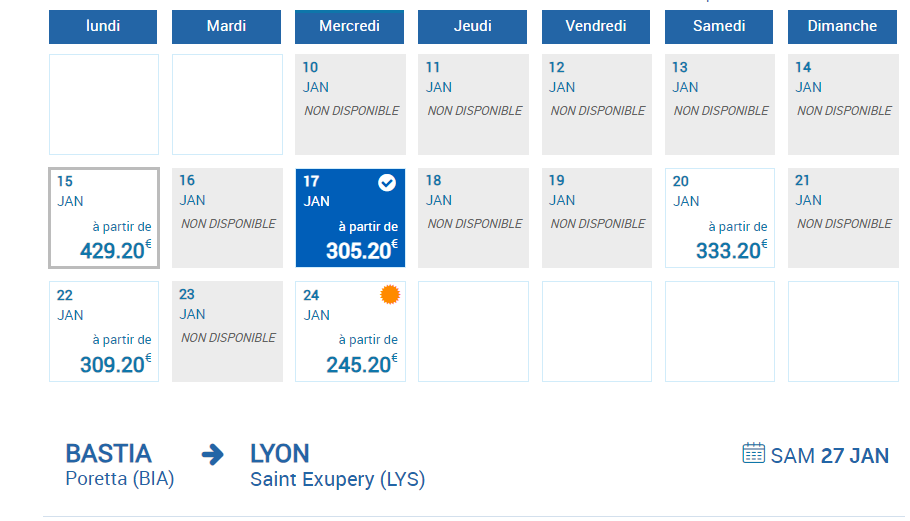 lundi Mardi Mercredi Jeudi Vendredi Samedi Dimanche
10 11 12 13 14
JAN JAN JAN JAN JAN
NON DISPONIBLE NON DISPONIBLE NON DISPONIBLE NON DISPONIBLE NON DISPONIBLE
15 16 17 18 19 20 21
JAN JAN JAN JAN JAN JAN JAN
NON DISPONIBLE NON DISPONIBLE NON DISPONIBLE NON DISPONIBLE
à partir de à partir de à partir de
429.20€ 305.20€ 333.20€
22 23 24
JAN JAN JAN
NON DISPONIBLE
à partir de à partir de
309.20€ 245.20€
BASTIA LYON SAM 27 JAN
Poretta (BIA) Saint Exupery (LYS)